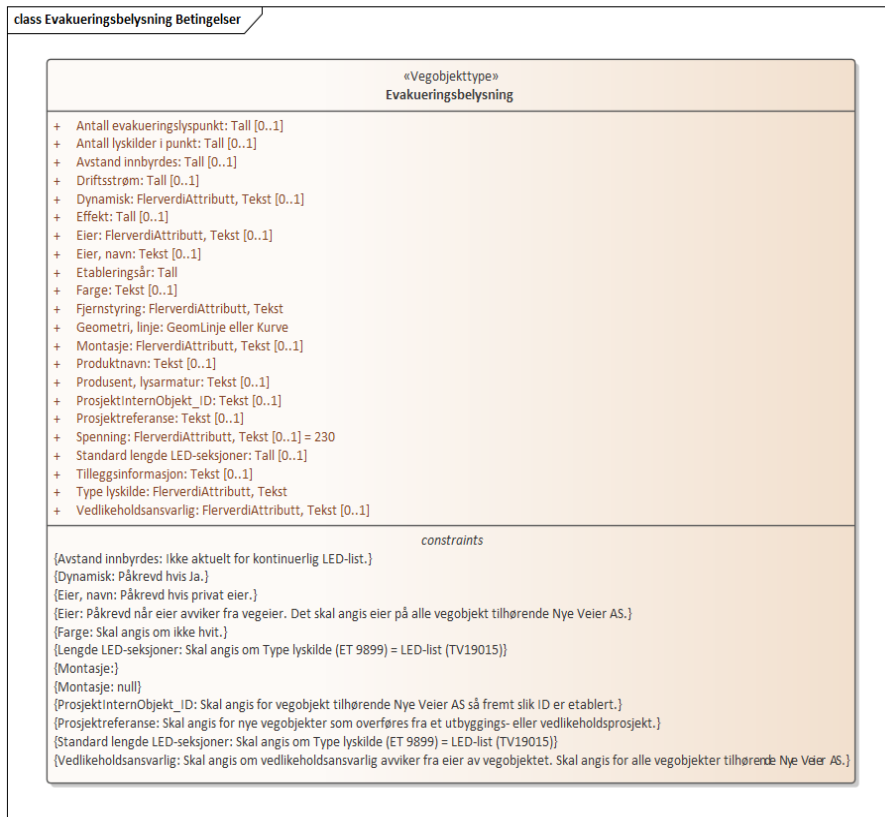 class Evakueringsbelysning Betingelser
«Vegobjekttype»
Evakueringsbelysning
+ Antall evakueringslyspunkt: Tall [0..1]
+ Antall lyskilder i punkt: Tall [0..1]
+ Avstand innbyrdes: Tall [0..1]
+ Driftsstrøm: Tall [0..1]
+ Dynamisk: FlerverdiAttributt, Tekst [0..1]
+ Effekt: Tall [0..1]
+ Eier: FlerverdiAttributt, Tekst [0..1]
+ Eier, navn: Tekst [0..1]
+ Etableringsår: Tall
+ Farge: Tekst [0..1]
+ Fjernstyring: FlerverdiAttributt, Tekst
+ Geometri, linje: GeomLinje eller Kurve
+ Montasje: FlerverdiAttributt, Tekst [0..1]
+ Produktnavn: Tekst [0..1]
+ Produsent, lysarmatur: Tekst [0..1]
+ ProsjektInternObjekt_ID: Tekst [0..1]
+ Prosjektreferanse: Tekst [0..1]
+ Spenning: FlerverdiAttributt, Tekst [0..1] = 230
+ Standard lengde LED-seksjoner: Tall [0..1]
+ Tilleggsinformasjon: Tekst [0..1]
+ Type lyskilde: FlerverdiAttributt, Tekst
+ Vedlikeholdsansvarlig: FlerverdiAttributt, Tekst [0..1]
constraints
{Avstand innbyrdes: Ikke aktuelt for kontinuerlig LED-list.}
{Dynamisk: Påkrevd hvis Ja.}
{Eier, navn: Påkrevd hvis privat eier.}
{Eier: Påkrevd når eier avviker fra vegeier. Det skal angis eier på alle vegobjekt tilhørende Nye Veier AS.}
{Farge: Skal angis om ikke hvit.}
{Lengde LED-seksjoner: Skal angis om Type lyskilde (ET 9899) = LED-list (TV19015)}
{Montasje:}
{Montasje: null}
{ProsjektInternObjekt_ID: Skal angis for vegobjekt tilhørende Nye Veier AS så fremt slik ID er etablert.}
{Prosjektreferanse: Skal angis for nye vegobjekter som overføres fra et utbyggings- eller vedlikeholdsprosjekt.}
{Standard lengde LED-seksjoner: Skal angis om Type lyskilde (ET 9899) = LED-list (TV19015)}
{Vedlikeholdsansvarlig: Skal angis om vedlikeholdsansvarlig avviker fra eier av vegobjektet. Skal angis for alle vegobjekter tilhørende Nye Veier AS.}